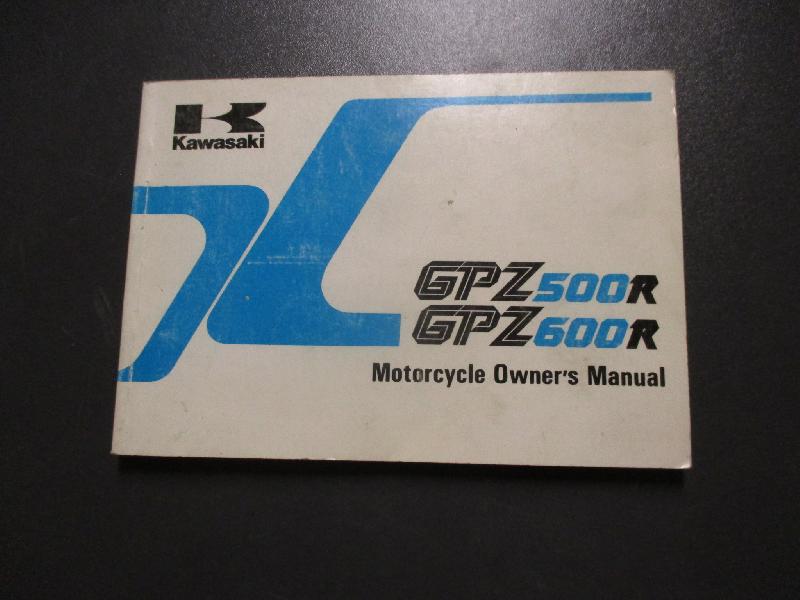 Kawasaki
GPZ500R
GPZ600R
Motorcycle Owner's Manual